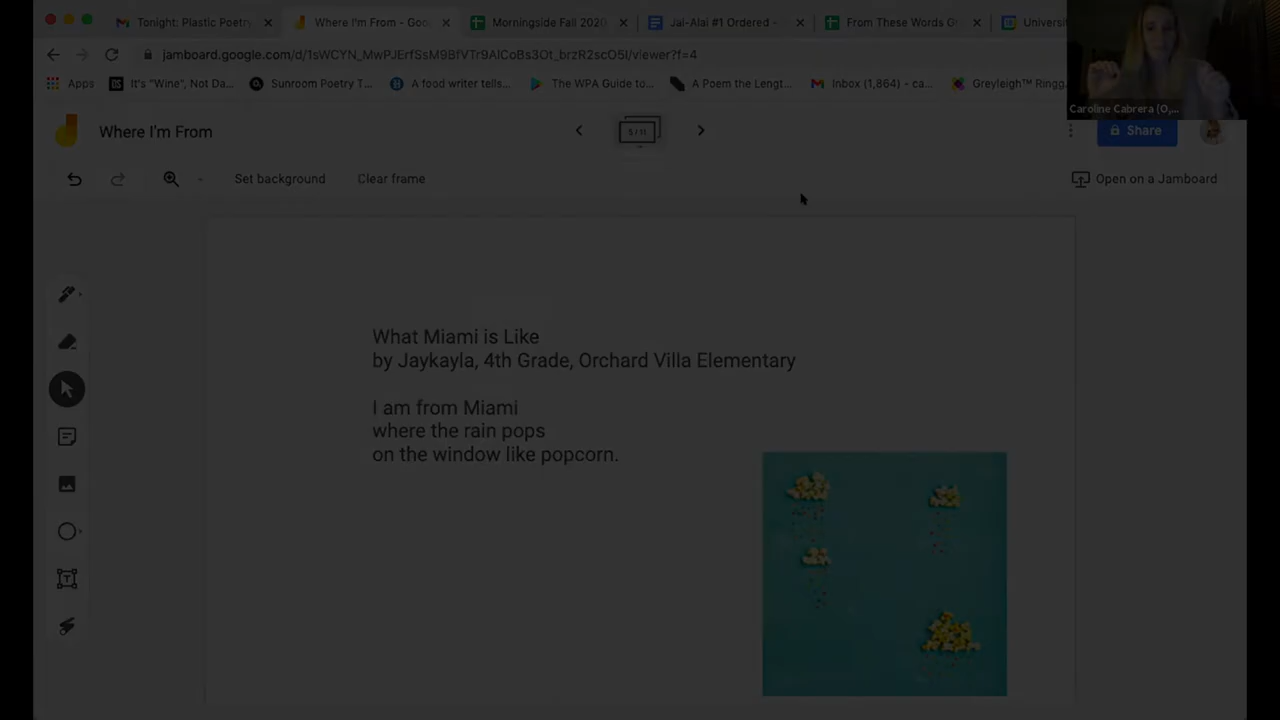 Tonight: Plastic Poetry
Where I'm From - Goo
Morningside Fall 2020
Jai-Alai #1 Ordered -
From These Words G
Universi
jamboard.google.com/d/1sWCYN_MwPJErfSsM9BfVTr9AlCoBs3Ot_brzR2scO5I/viewer?f=4
Apps
It's "Wine", Not Da...
Sunroom Poetry T...
A food writer tells...
The WPA Guide to...
A Poem the Lengt...
Inbox (1,864) - ca...
Greyleigh™ Ringg
Caroline Cabrera (O,...
Where I'm From
5 / 11
Share
Set background
Clear frame
Open on a Jamboard
What Miami is Like
by Jaykayla, 4th Grade, Orchard Villa Elementary
I am from Miami
where the rain pops
on the window like popcorn.